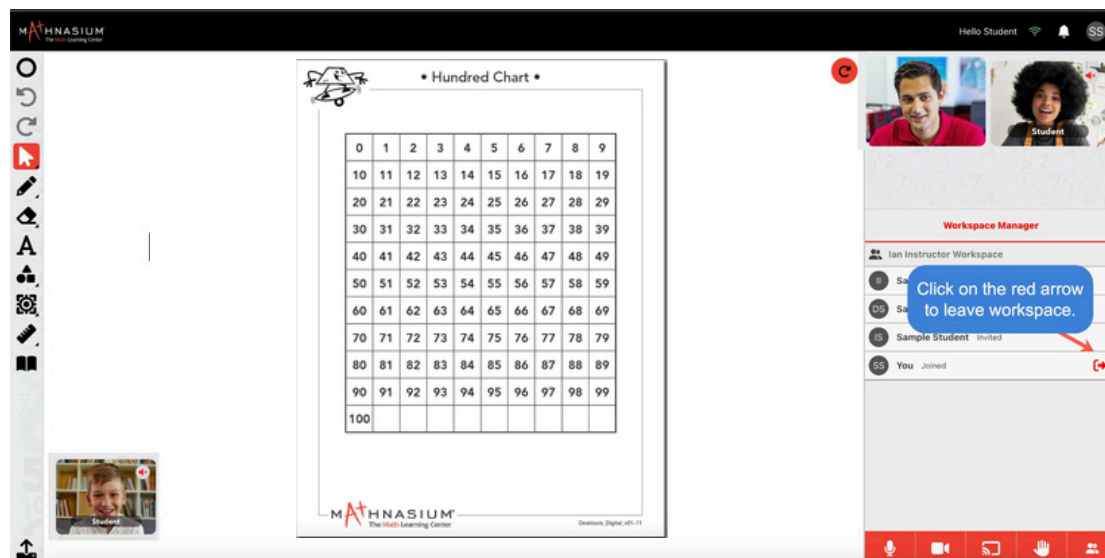 MATHNASIUM
The Math Learning Center
Hello Student
SS
• Hundred Chart •
0 1 2 3 4 5 6 7 8 9
10 11 12 13 14 15 16 17 18 19
20 21 22 23 24 25 26 27 28 29
30 31 32 33 34 35 36 37 38 39
40 41 42 43 44 45 46 47 48 49
50 51 52 53 54 55 56 57 58 59
60 61 62 63 64 65 66 67 68 69
70 71 72 73 74 75 76 77 78 79
80 81 82 83 84 85 86 87 88 89
90 91 92 93 94 95 96 97 98 99
100
MATHNASIUM
The Math Learning Center
Student
Student
Workspace Manager
Ian Instructor Workspace
II Sa
DS Sa
Click on the red arrow
to leave workspace.
IS Sample Student Invited
SS You Joined
A